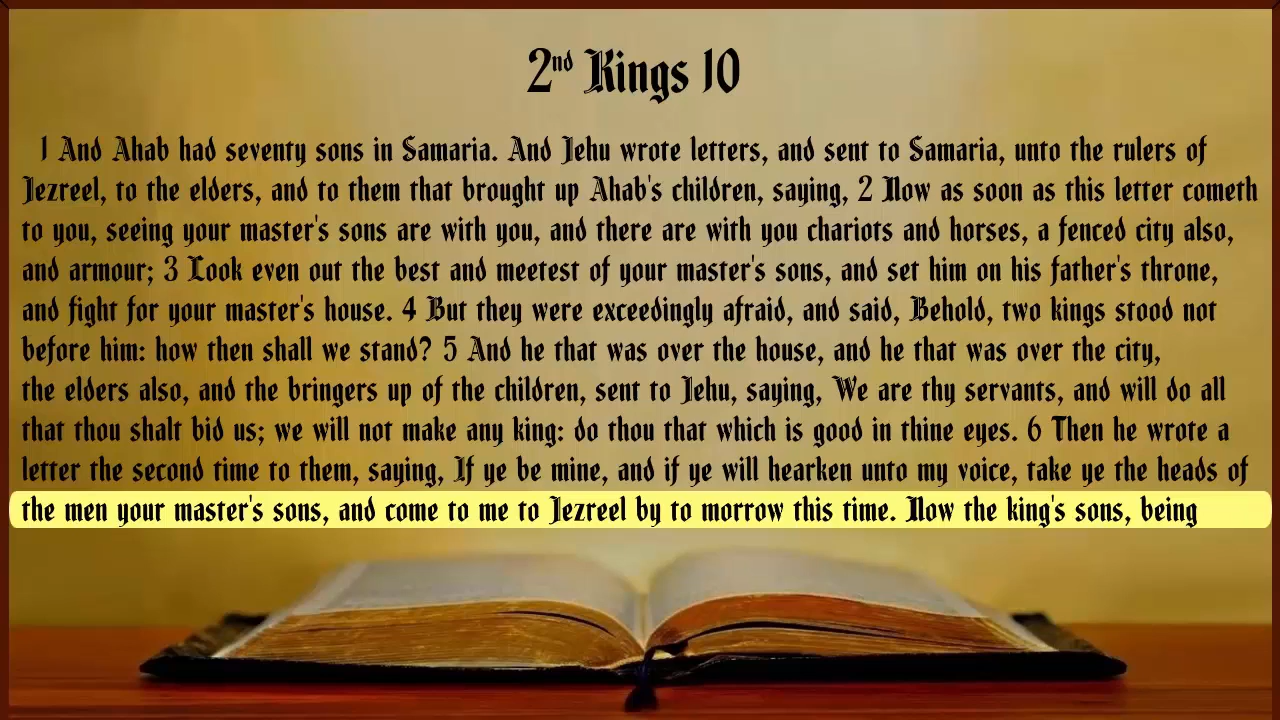 2nd Kings 10
1 And Ahab had seventy sons in Samaria. And Jehu wrote letters, and sent to Samaria, unto the rulers of
Jezreel, to the elders, and to them that brought up Ahab's children, saying, 2 Now as soon as this letter cometh
to you, seeing your master's sons are with you, and there are with you chariots and horses, a fenced city also,
and armour; 3 Look even out the best and meetest of your master's sons, and set him on his father's throne,
and fight for your master's house. 4 But they were exceedingly afraid, and said, Behold, two kings stood not
before him: how then shall we stand? 5 And he that was over the house, and he that was over the city,
the elders also, and the bringers up of the children, sent to Jehu, saying, We are thy servants, and will do all
that thou shalt bid us; we will not make any king: do thou that which is good in thine eyes. 6 Then he wrote a
letter the second time to them, saying, If ye be mine, and if ye will hearken unto my voice, take ye the heads of
the men your master's sons, and come to me to Jezreel by to morrow this time. Now the king's sons, being